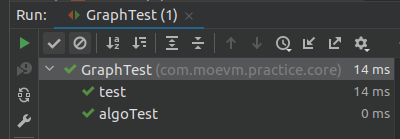 Run: GraphTest (1) ×
GraphTest (com.moevm.practice.core) 14 ms
test 14 ms
algoTest 0 ms